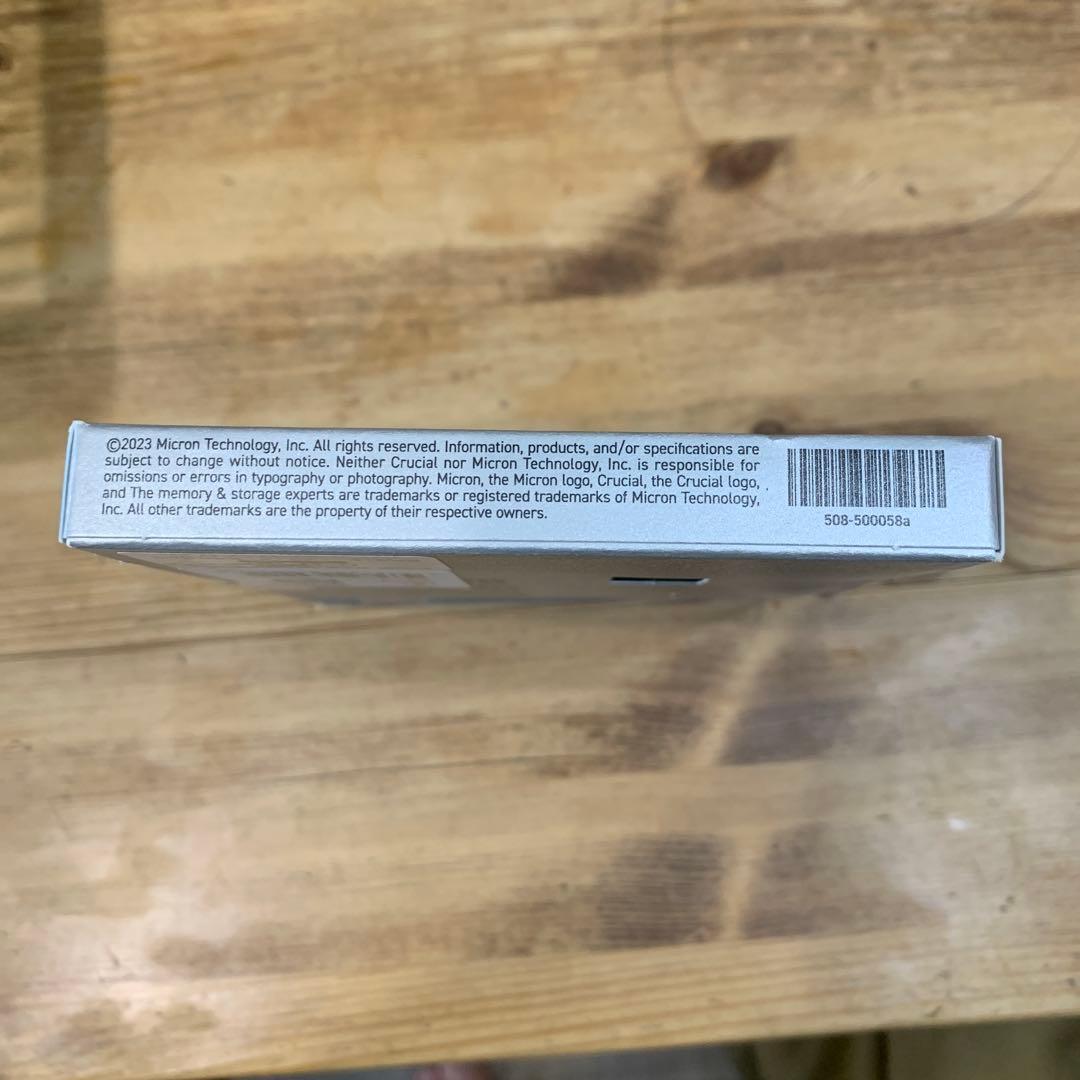 ©2023 Micron Technology, Inc. All rights reserved. Information, products, and/or specifications are
subject to change without notice. Neither Crucial nor Micron Technology, Inc. is responsible for
omissions or errors in typography or photography. Micron, the Micron logo, Crucial, the Crucial logo,
and The memory & storage experts are trademarks or registered trademarks of Micron Technology,
Inc. All other trademarks are the property of their respective owners.
508-500058a